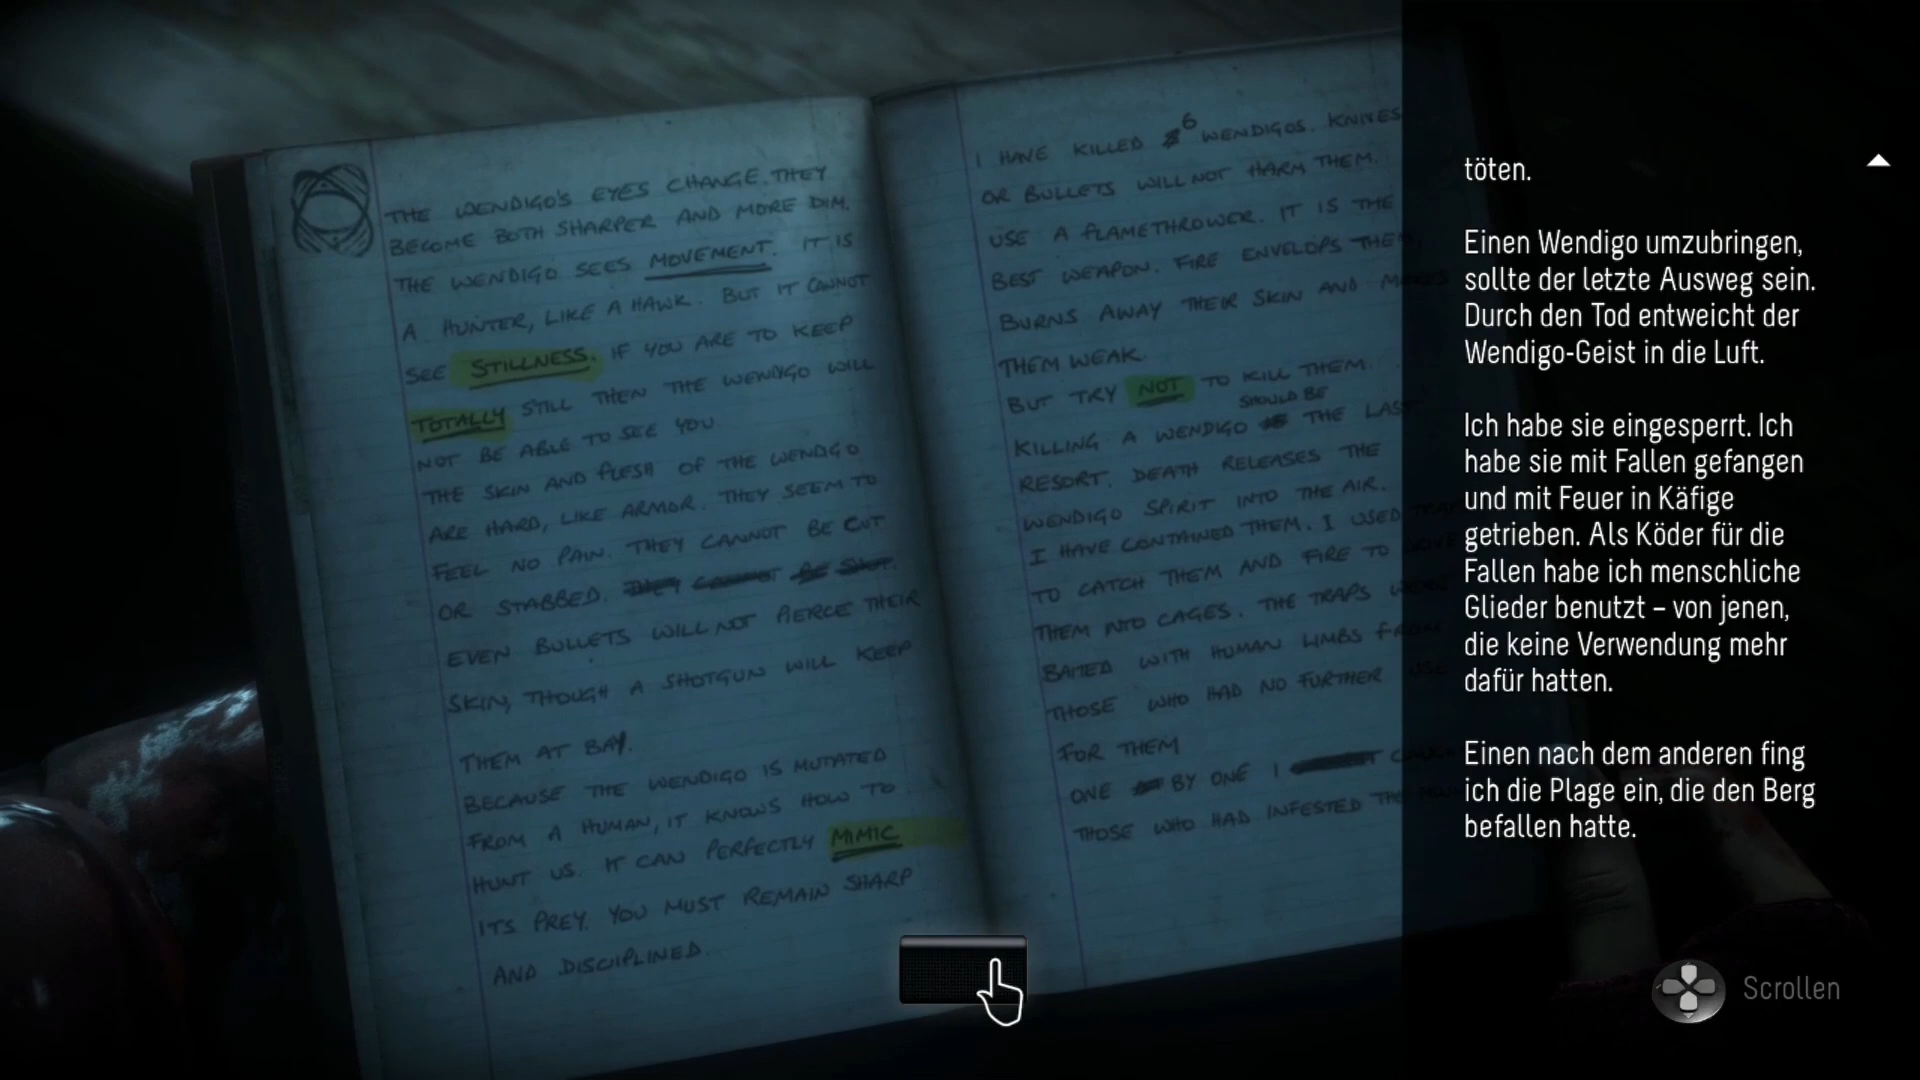 THE WENDIGO'S EYES CHANGE. THEY
BECOME BOTH SHARPER AND MORE DIM.
THE WENDIGO SEES MOVEMENT. IT IS
A HUNTER, LIKE A HAWK. BUT IT CANNOT
SEE STILLNESS. IF YOU ARE TO KEEP
TOTALLY STILL THEN THE WENDIGO WILL
NOT BE ABLE TO SEE YOU
THE SKIN AND FLESH OF THE WENDIGO
ARE HARD, LIKE ARMOR. THEY SEEM TO
FEEL NO PAIN. THEY CANNOT BE CUT
OR STABBED. THEY CANNOT BE SHOT.
EVEN BULLETS WILL NOT PIERCE THEIR
SKIN, THOUGH A SHOTGUN WILL KEEP
THEM AT BAY.
BECAUSE THE WENDIGO IS MUTATED
FROM A HUMAN, IT KNOWS HOW TO
HUNT US. IT CAN PERFECTLY MIMIC
ITS PREY. YOU MUST REMAIN SHARP
AND DISCIPLINED.
I HAVE KILLED 6 WENDIGOS. KNIVES
OR BULLETS WILL NOT HARM THEM.
USE A FLAMETHROWER. IT IS THE
BEST WEAPON. FIRE ENVELOPS THEM,
BURNS AWAY THEIR SKIN AND MAKES
THEM WEAK.
BUT TRY NOT TO KILL THEM.
SHOULD BE
KILLING A WENDIGO THE LAST
RESORT. DEATH RELEASES THE
WENDIGO SPIRIT INTO THE AIR.
I HAVE CONTAINED THEM. I USED TRAPS
TO CATCH THEM AND FIRE TO DRIVE
THEM INTO CAGES. THE TRAPS WERE
BAITED WITH HUMAN LIMBS FROM
THOSE WHO HAD NO FURTHER USE
FOR THEM
ONE BY ONE I
THOSE WHO HAD INFESTED THE
töten.
Einen Wendigo umzubringen,
sollte der letzte Ausweg sein.
Durch den Tod entweicht der
Wendigo-Geist in die Luft.
Ich habe sie eingesperrt. Ich
habe sie mit Fallen gefangen
und mit Feuer in Käfige
getrieben. Als Köder für die
Fallen habe ich menschliche
Glieder benutzt – von jenen,
die keine Verwendung mehr
dafür hatten.
Einen nach dem anderen fing
ich die Plage ein, die den Berg
befallen hatte.
Scrollen